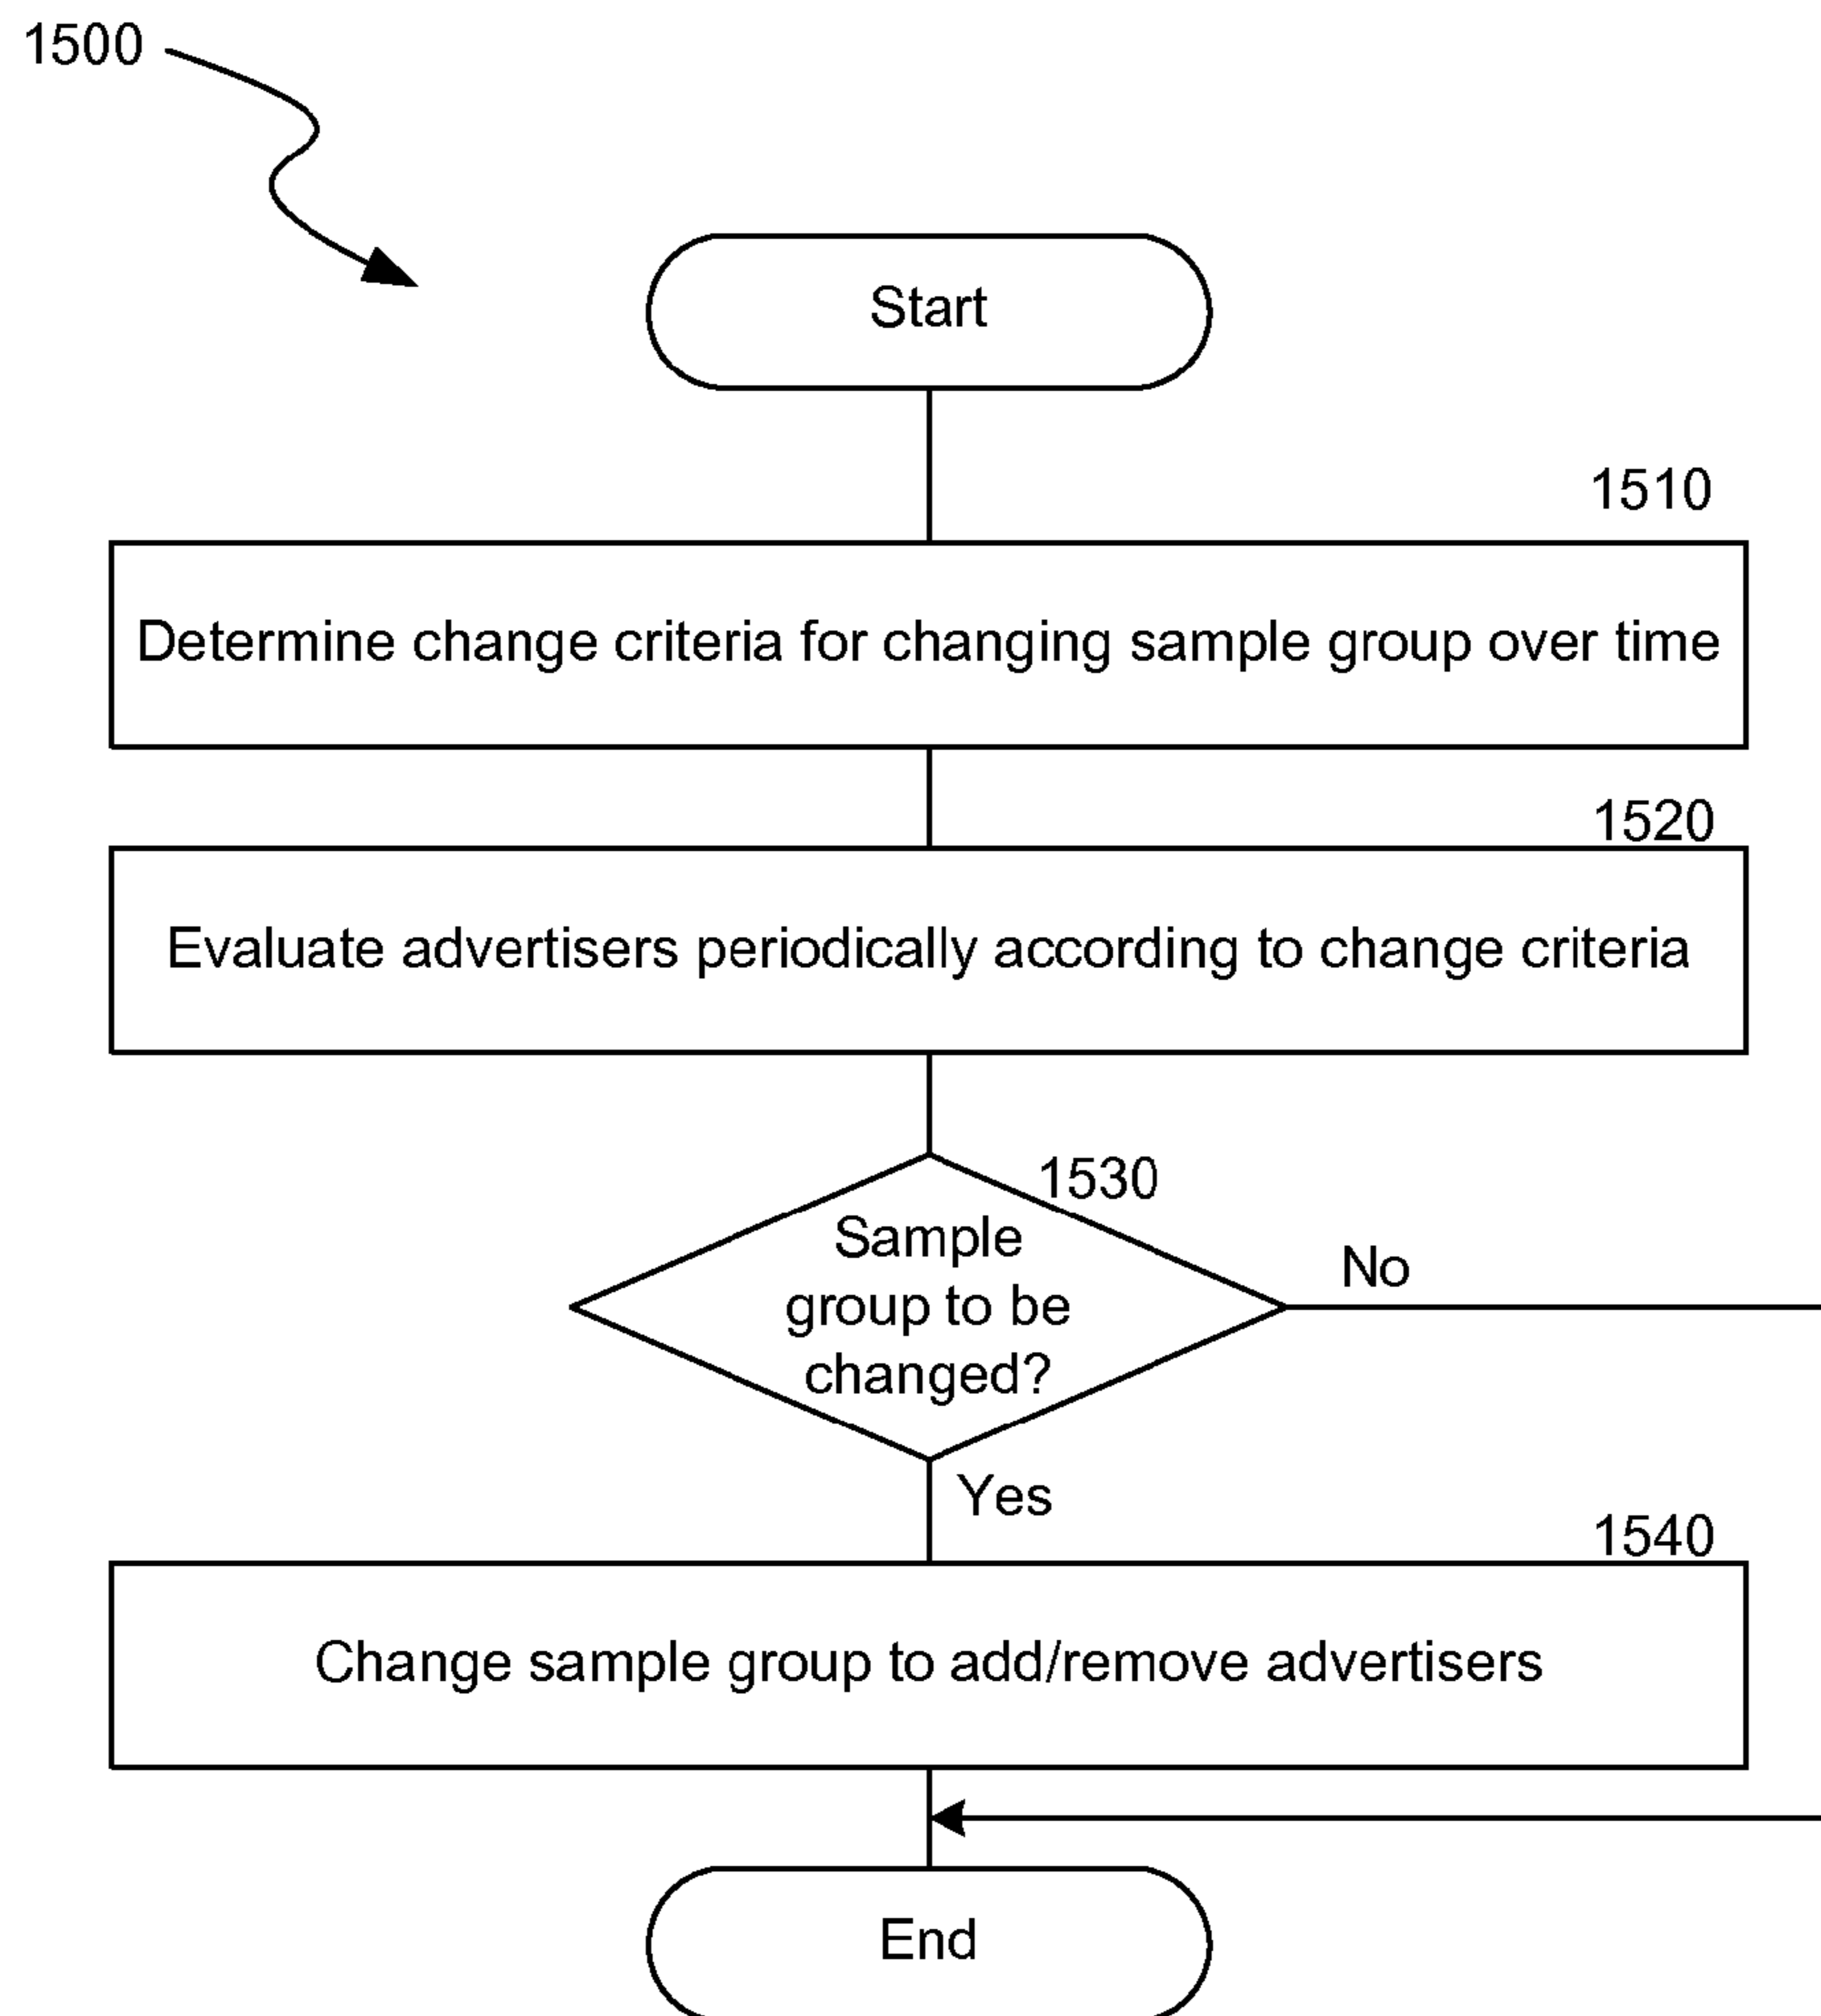 1500
Start
1510
Determine change criteria for changing sample group over time
1520
Evaluate advertisers periodically according to change criteria
1530
Sample
group to be
changed?
No
Yes
1540
Change sample group to add/remove advertisers
End